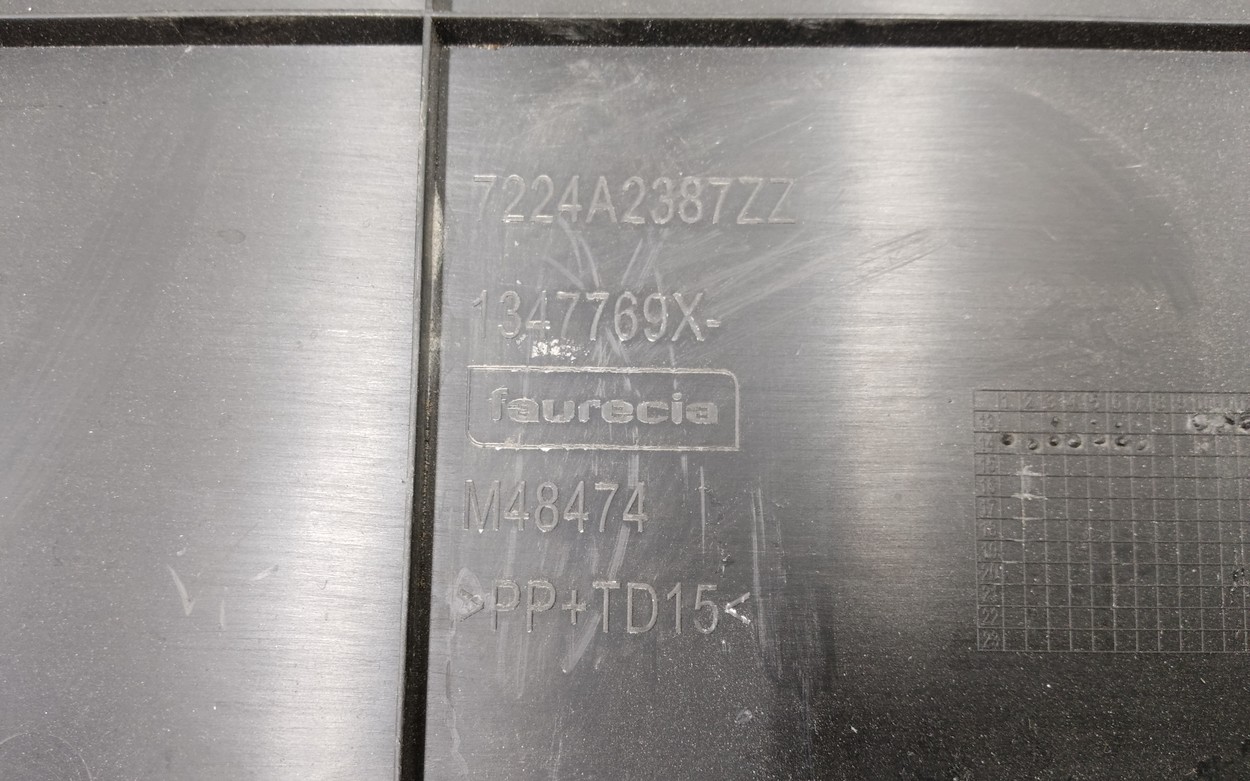 7224A2387ZZ
1347769X-
faurecia
M48474
>PP+TD15<